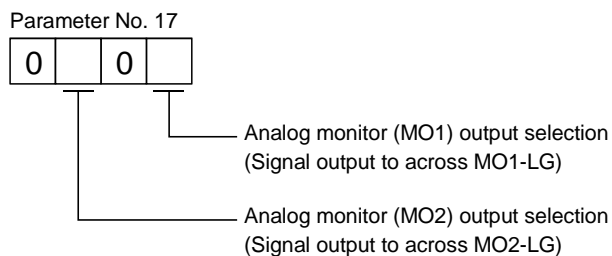 Parameter No. 17
0 0
Analog monitor (MO1) output selection
(Signal output to across MO1-LG)
Analog monitor (MO2) output selection
(Signal output to across MO2-LG)